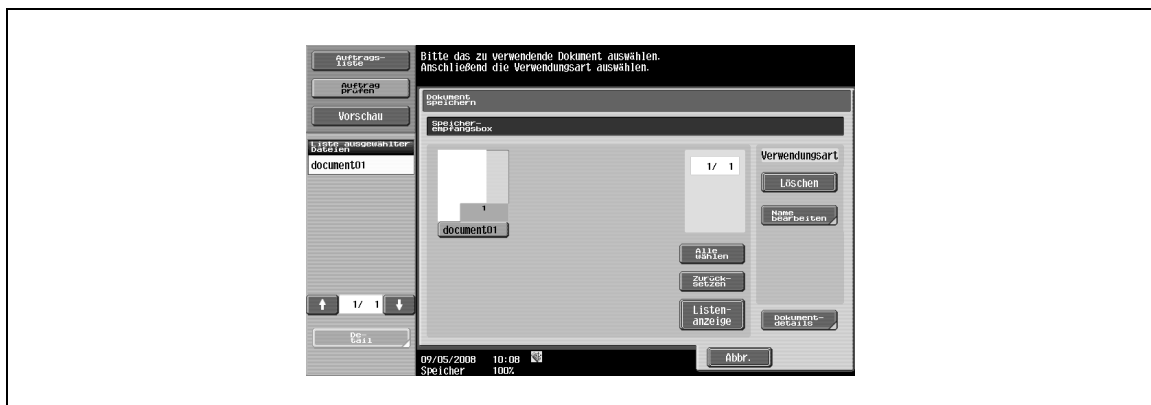 Auftrags-
liste
Auftrag
prüfen
Vorschau
Liste ausgewählter
Dateien
document01
1/ 1
De-
tail
Bitte das zu verwendende Dokument auswählen.
Anschließend die Verwendungsart auswählen.
Dokument
speichern
Speicher-
empfangsbox
1
document01
1/ 1
Alle
wählen
Zurück-
setzen
Listen-
anzeige
Verwendungsart
Löschen
Name
bearbeiten
Dokument-
details
09/05/2008 10:08
Speicher 100%
Abbr.